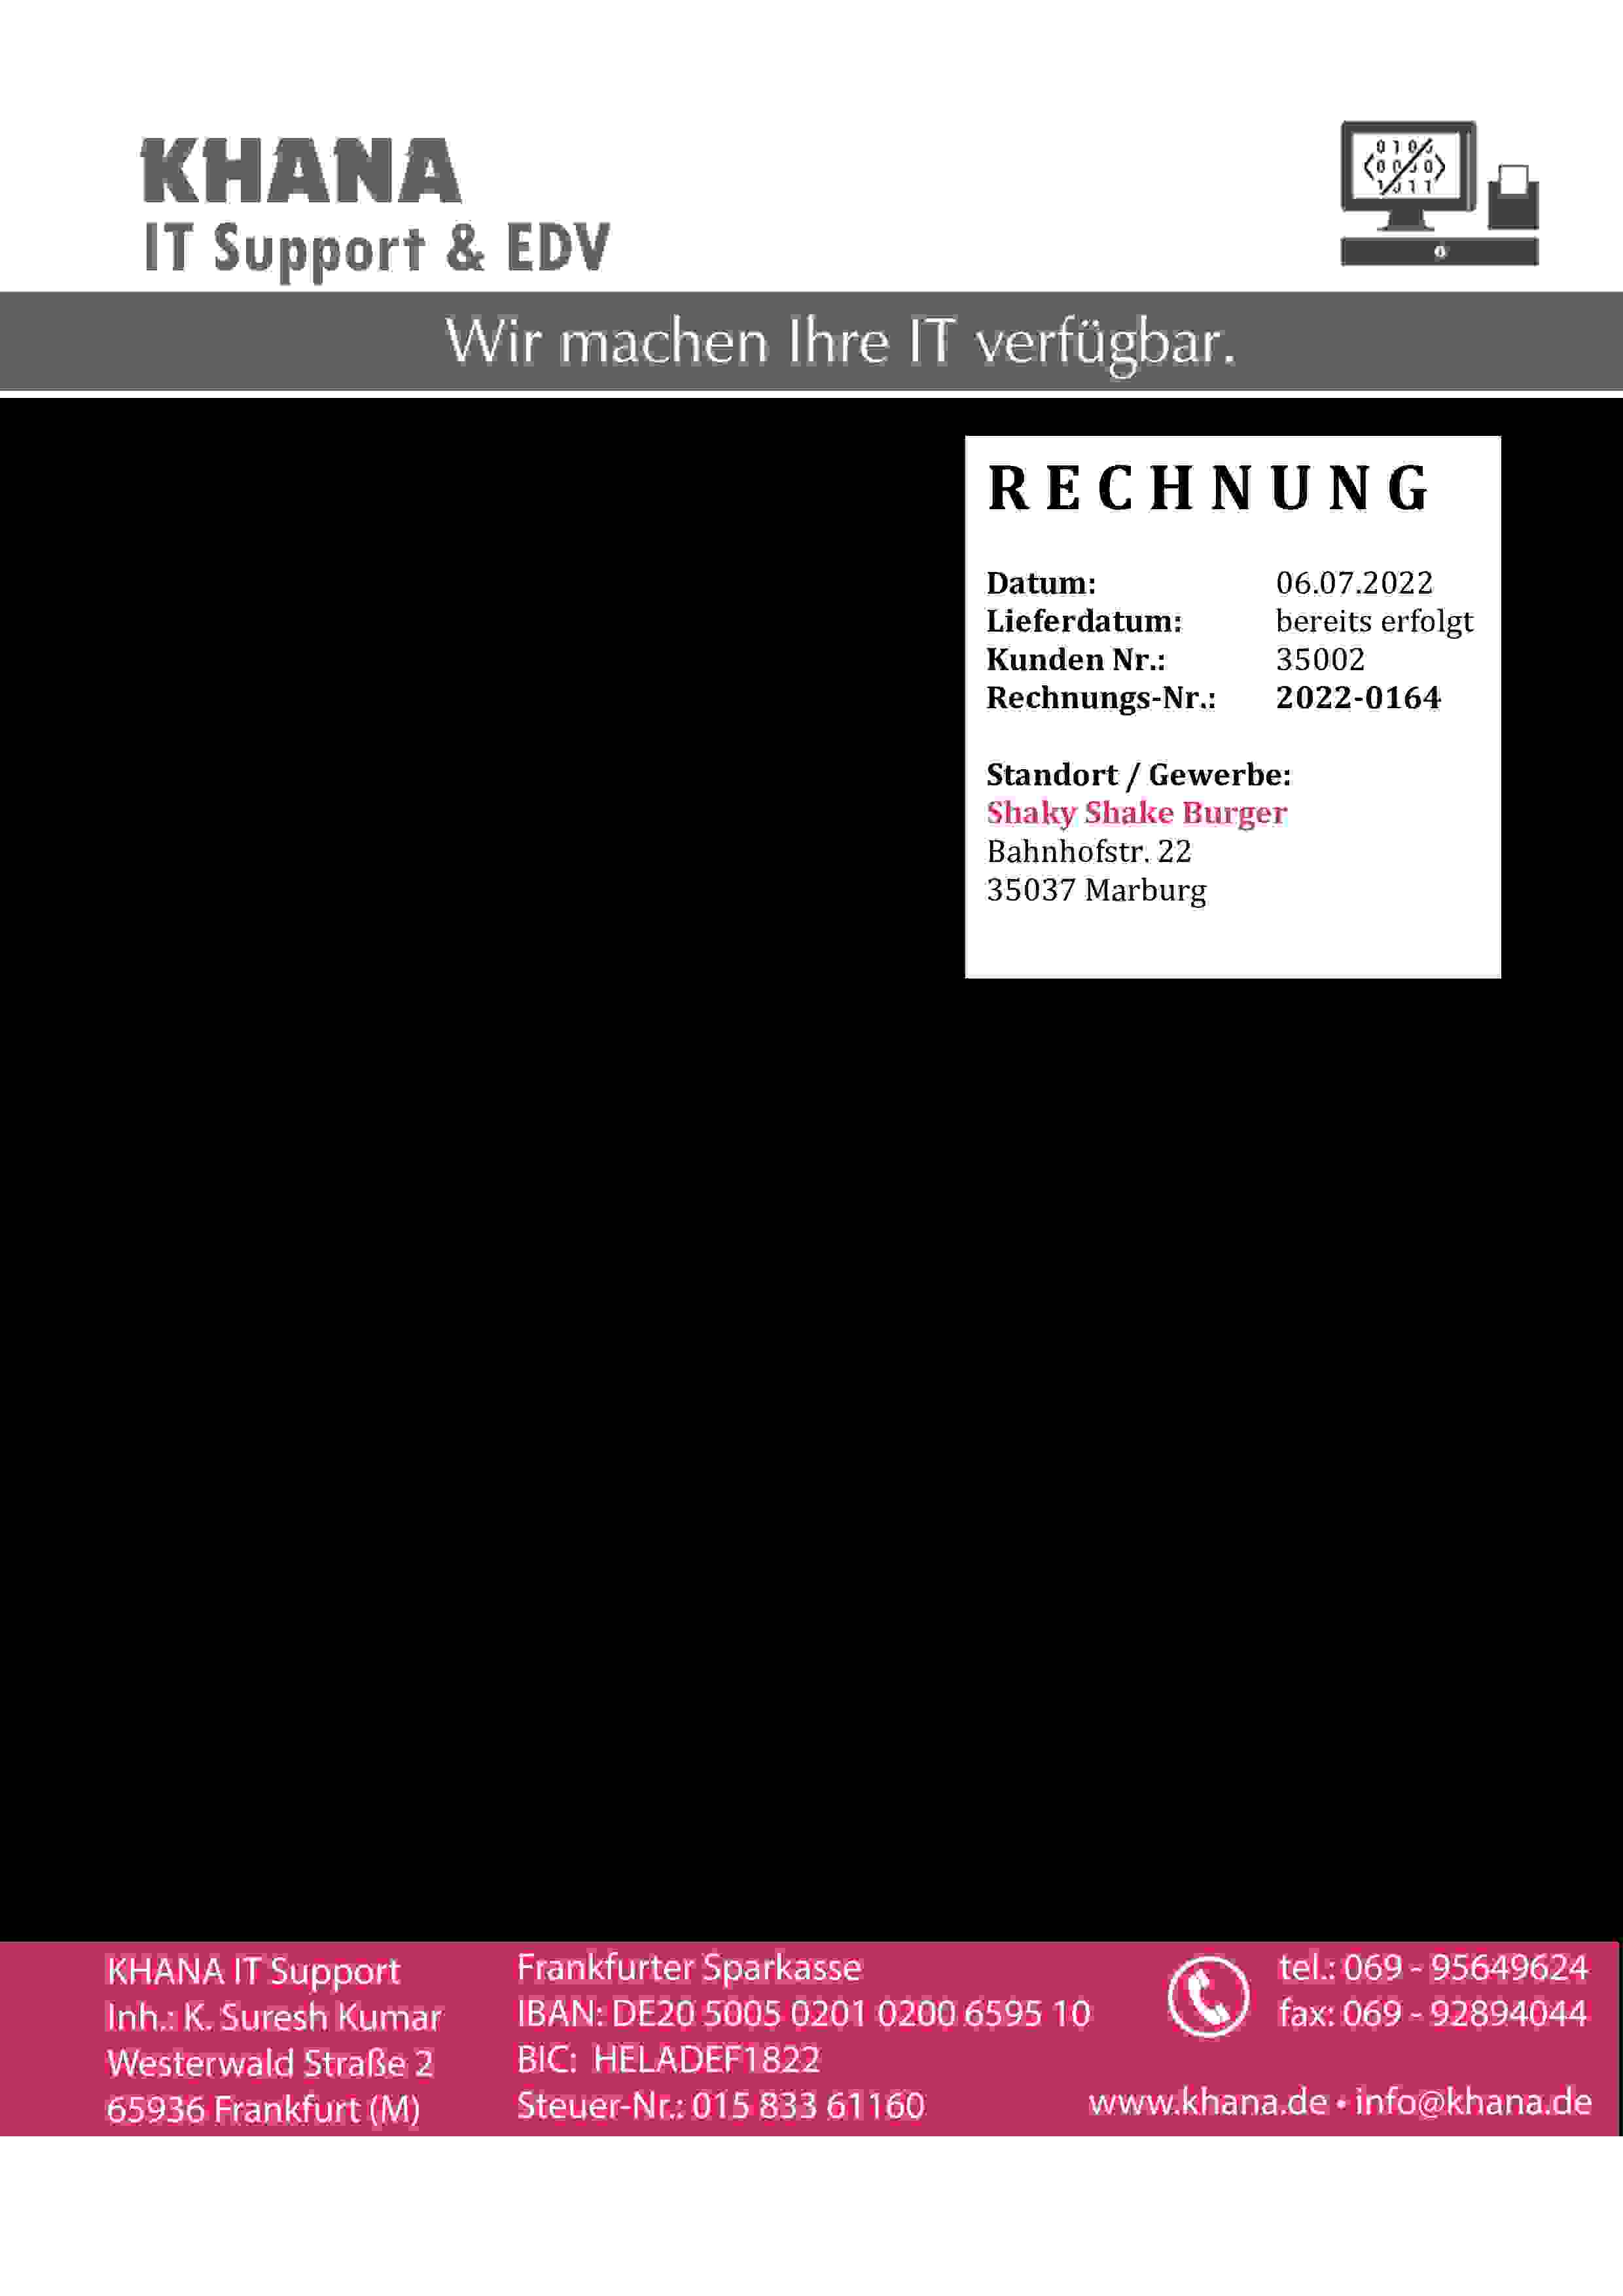 KHANA
IT Support & EDV
Wir machen Ihre IT verfügbar.
RECHNUNG
Datum: 06.07.2022
Lieferdatum: bereits erfolgt
Kunden Nr.: 35002
Rechnungs-Nr.: 2022-0164
Standort / Gewerbe:
Shaky Shake Burger
Bahnhofstr. 22
35037 Marburg
KHANA IT Support
Inh.: K. Suresh Kumar
Westerwald Straße 2
65936 Frankfurt (M)
Frankfurter Sparkasse
IBAN: DE20 5005 0201 0200 6595 10
BIC: HELADEF1822
Steuer-Nr.: 015 833 61160
tel.: 069 - 95649624
fax: 069 - 92894044
www.khana.de • info@khana.de